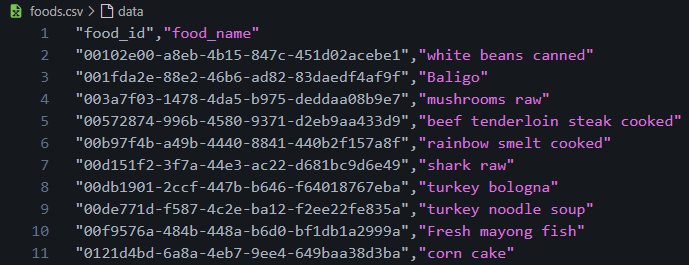 foods.csv > data
1 "food_id","food_name"
2 "00102e00-a8eb-4b15-847c-451d02acebe1","white beans canned"
3 "001fda2e-88e2-46b6-ad82-83daedf4af9f","Baligo"
4 "003a7f03-1478-4da5-b975-deddaa08b9e7","mushrooms raw"
5 "00572874-996b-4580-9371-d2eb9aa433d9","beef tenderloin steak cooked"
6 "00b97f4b-a49b-4440-8841-440b2f157a8f","rainbow smelt cooked"
7 "00d151f2-3f7a-44e3-ac22-d681bc9d6e49","shark raw"
8 "00db1901-2ccf-447b-b646-f64018767eba","turkey bologna"
9 "00de771d-f587-4c2e-ba12-f2ee22fe835a","turkey noodle soup"
10 "00f9576a-484b-448a-b6d0-bf1db1a2999a","Fresh mayong fish"
11 "0121d4bd-6a8a-4eb7-9ee4-649baa38d3ba","corn cake"